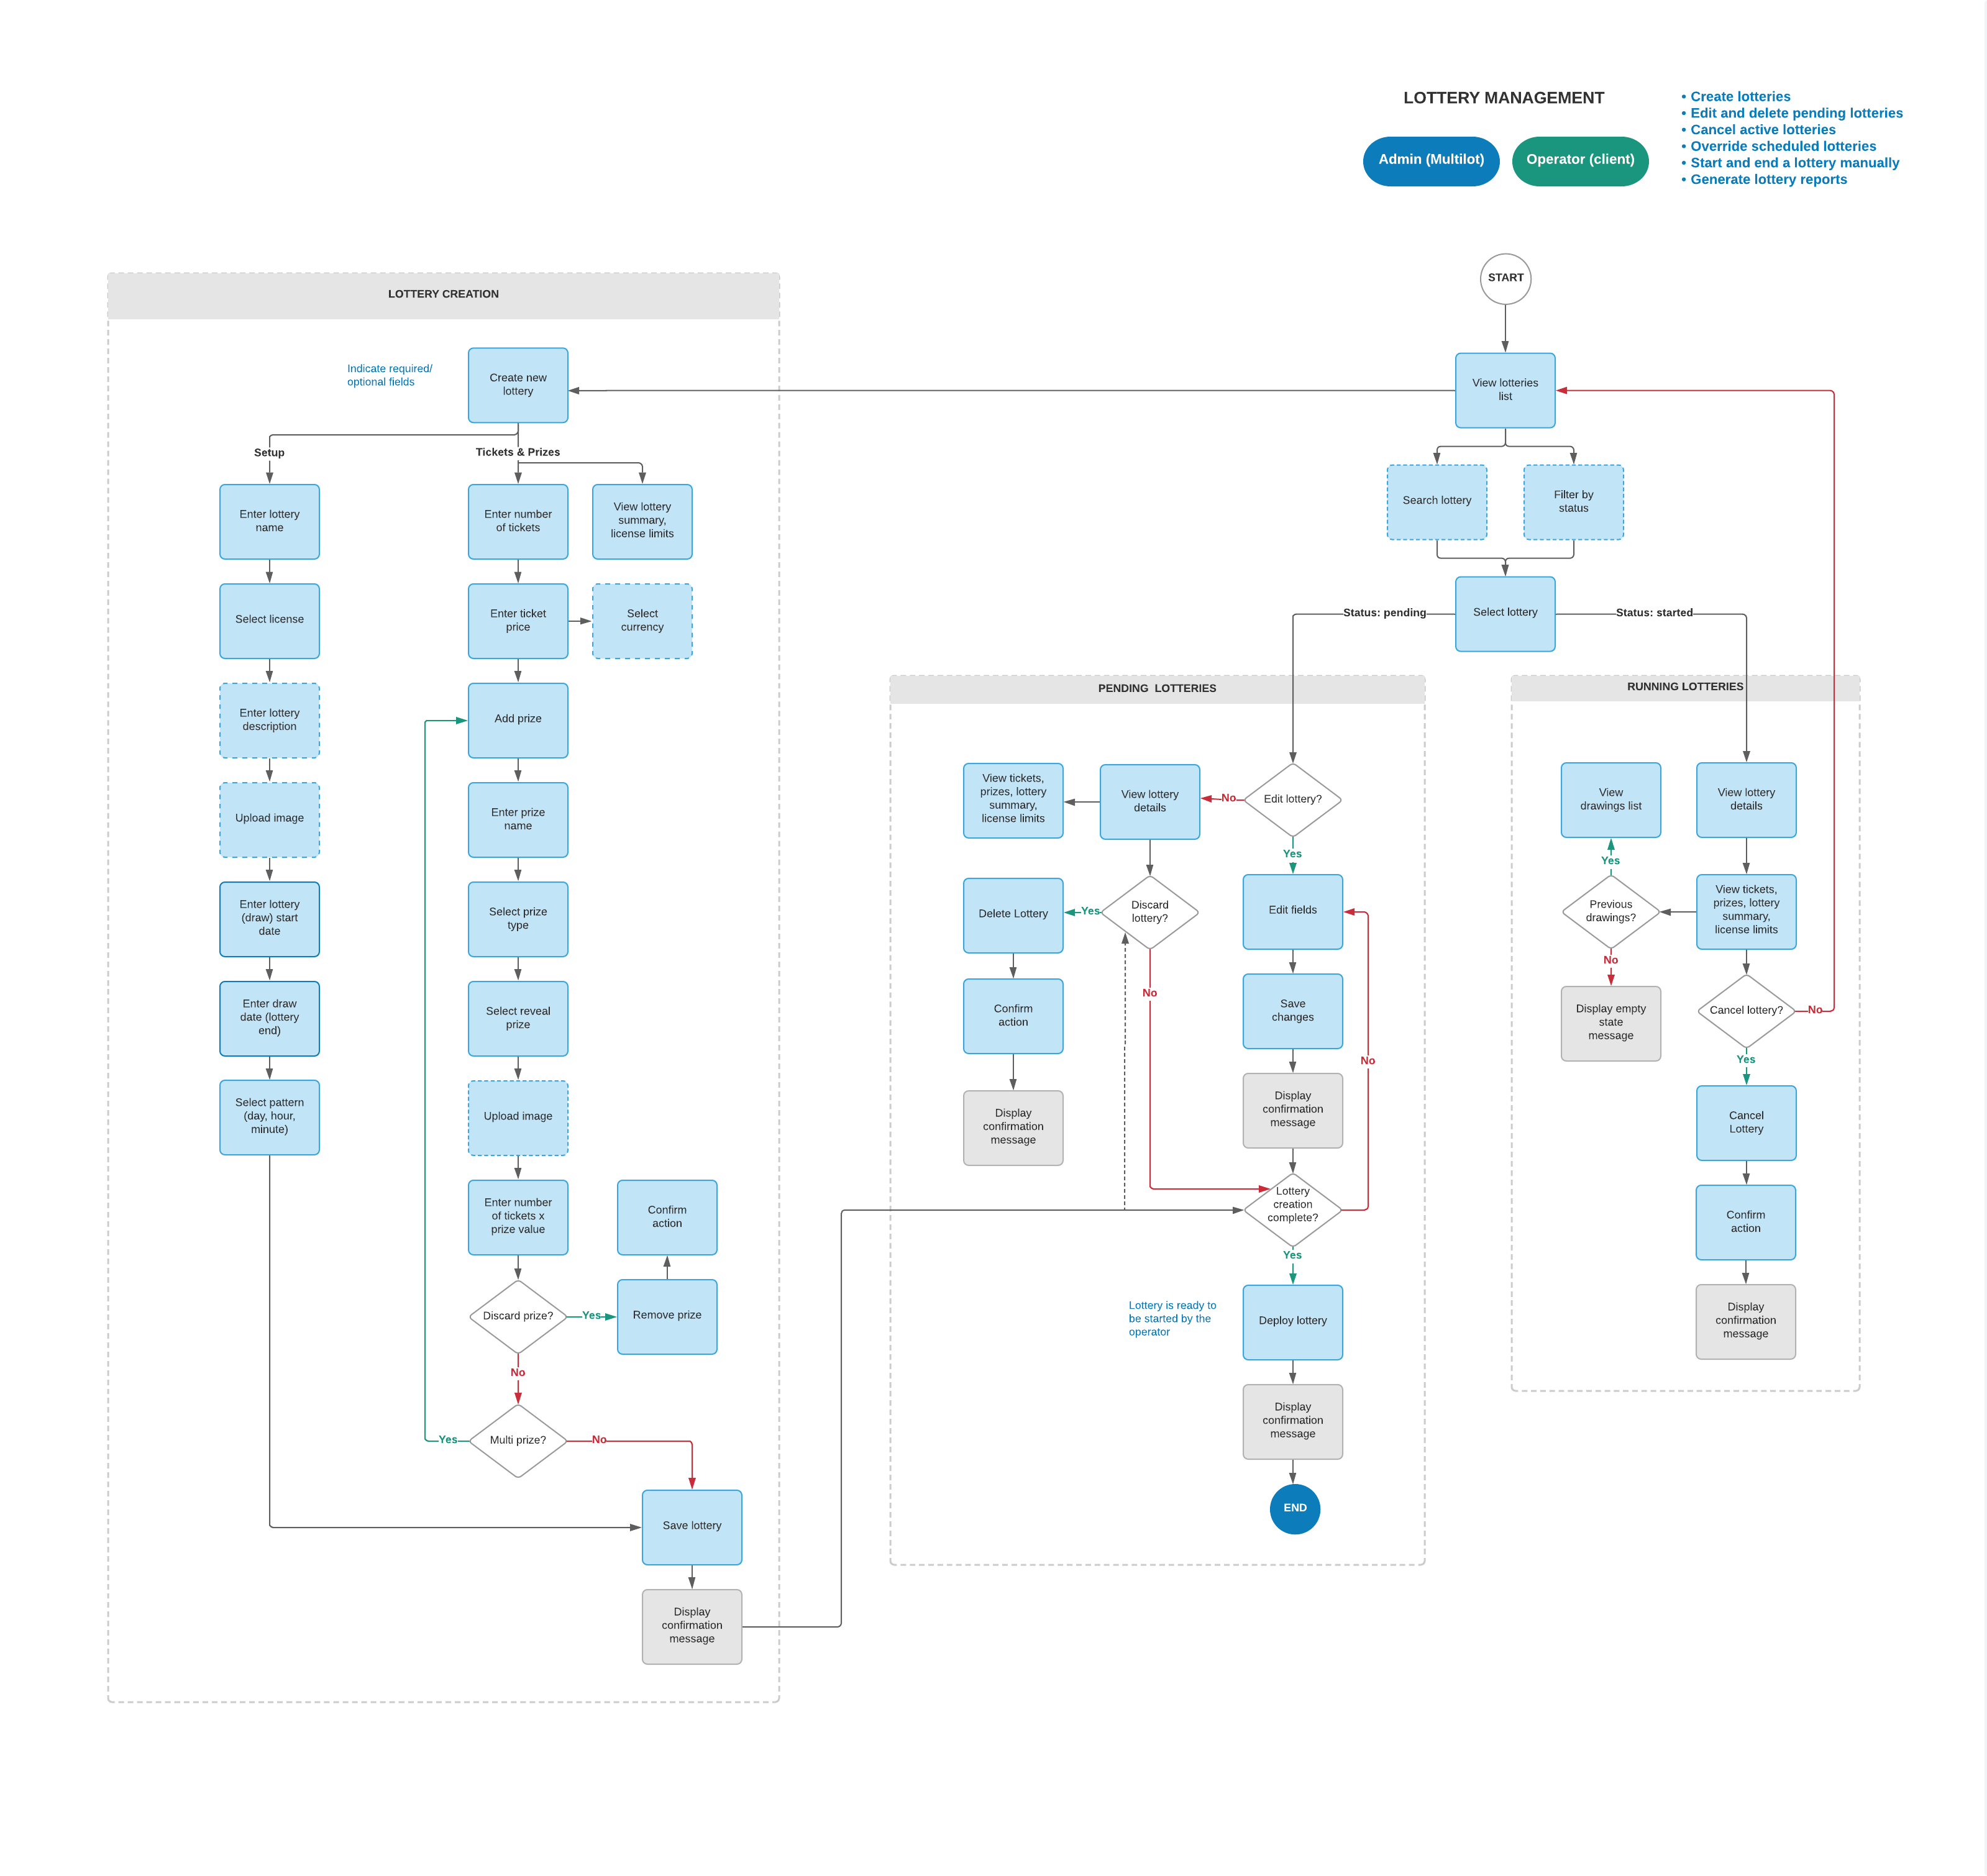 LOTTERY MANAGEMENT
Admin (Multilot)
Operator (client)
• Create lotteries
• Edit and delete pending lotteries
• Cancel active lotteries
• Override scheduled lotteries
• Start and end a lottery manually
• Generate lottery reports
START
View lotteries
list
Search lottery
Filter by
status
Select lottery
Status: pending
Status: started
LOTTERY CREATION
Indicate required/
optional fields
Create new
lottery
Setup
Tickets & Prizes
Enter lottery
name
Select license
Enter lottery
description
Upload image
Enter lottery
(draw) start
date
Enter draw
date (lottery
end)
Select pattern
(day, hour,
minute)
Enter number
of tickets
View lottery
summary,
license limits
Enter ticket
price
Select
currency
Add prize
Enter prize
name
Select prize
type
Select reveal
prize
Upload image
Enter number
of tickets x
prize value
Confirm
action
Discard prize?
Yes
Remove prize
No
Multi prize?
Yes
No
Save lottery
Display
confirmation
message
PENDING LOTTERIES
Edit lottery?
No
View lottery
details
View tickets,
prizes, lottery
summary,
license limits
Yes
Discard
lottery?
Yes
Delete Lottery
Confirm
action
Display
confirmation
message
No
Edit fields
Save
changes
Display
confirmation
message
No
Lottery
creation
complete?
Yes
Lottery is ready to
be started by the
operator
Deploy lottery
Display
confirmation
message
END
RUNNING LOTTERIES
View lottery
details
View
drawings list
Yes
Previous
drawings?
View tickets,
prizes, lottery
summary,
license limits
No
Display empty
state
message
Cancel lottery?
No
Yes
Cancel
Lottery
Confirm
action
Display
confirmation
message